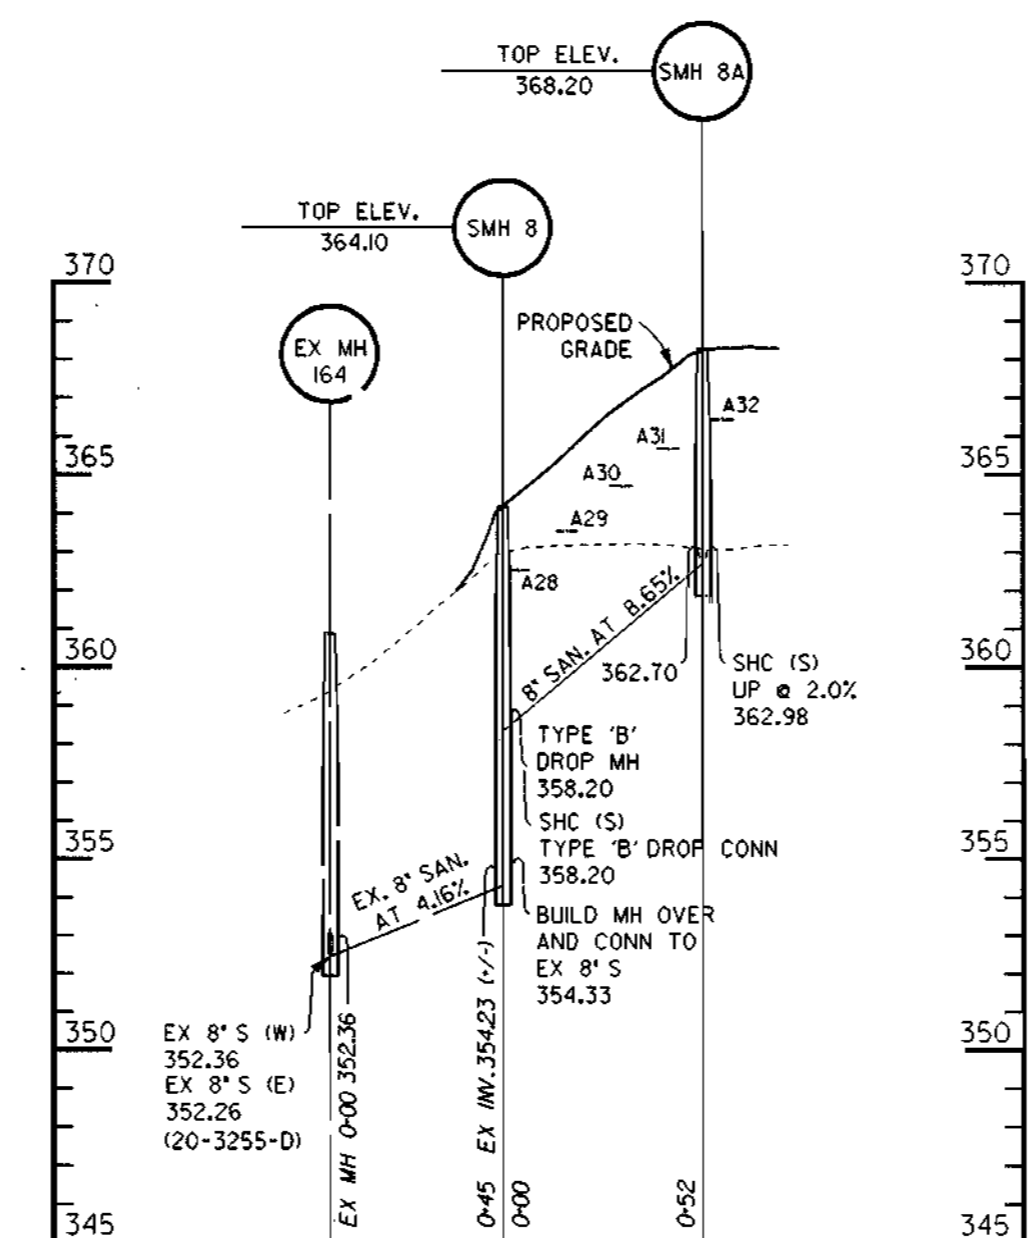 TOP ELEV.
368.20
SMH 8A
TOP ELEV.
364.10
SMH 8
370
370
EX MH
164
PROPOSED
GRADE
A32
A31
365
365
A30
A29
A28
8" SAN. AT 8.65%
360
360
362.70
SHC (S)
UP @ 2.0%
362.98
TYPE 'B'
DROP MH
358.20
SHC (S)
TYPE 'B' DROP CONN
358.20
355
355
EX. 8" SAN.
AT 4.16%
BUILD MH OVER
AND CONN TO
EX 8" S
354.33
350
350
EX 8" S (W)
352.36
EX 8" S (E)
352.26
(20-3255-D)
EX MH 0+00 352.36
0+45 EX INV. 354.23 (+/-)
0+00
0+52
345
345